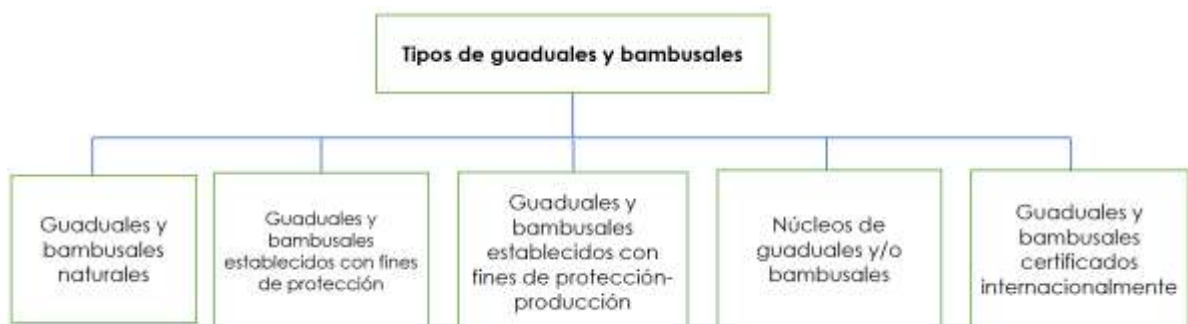 Tipos de guaduales y bambusales
Guaduales y
bambusales
naturales
Guaduales y
bambusales
establecidos con fines
de protección
Guaduales y
bambusales
establecidos con
fines de protección-
producción
Núcleos de
guaduales y/o
bambusales
Guaduales y
bambusales
certificados
internacionalmente